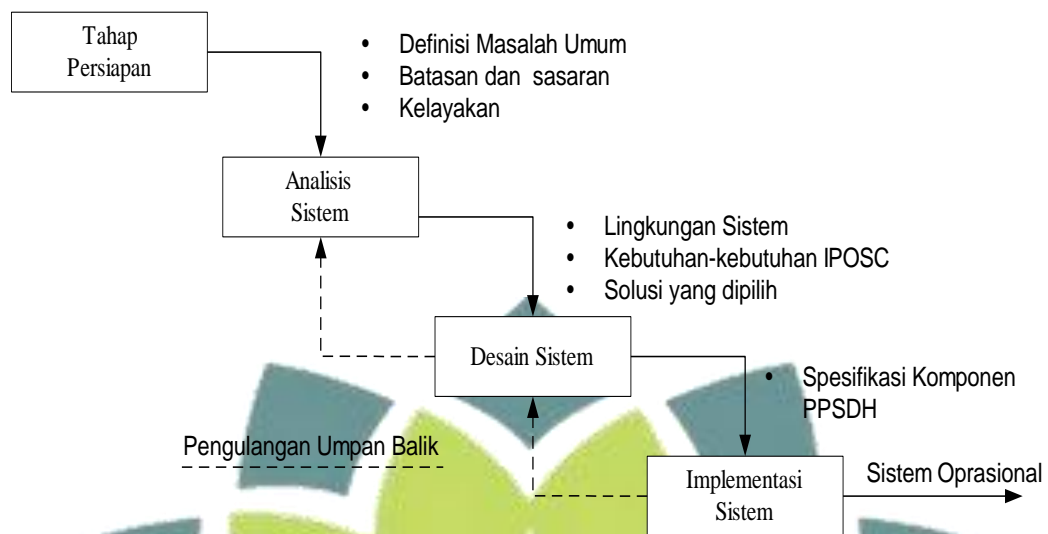 Tahap
Persiapan
• Definisi Masalah Umum
• Batasan dan sasaran
• Kelayakan
Analisis
Sistem
• Lingkungan Sistem
• Kebutuhan-kebutuhan IPOSC
• Solusi yang dipilih
Desain Sistem
• Spesifikasi Komponen
PPSDH
Pengulangan Umpan Balik
Implementasi
Sistem
Sistem Oprasional